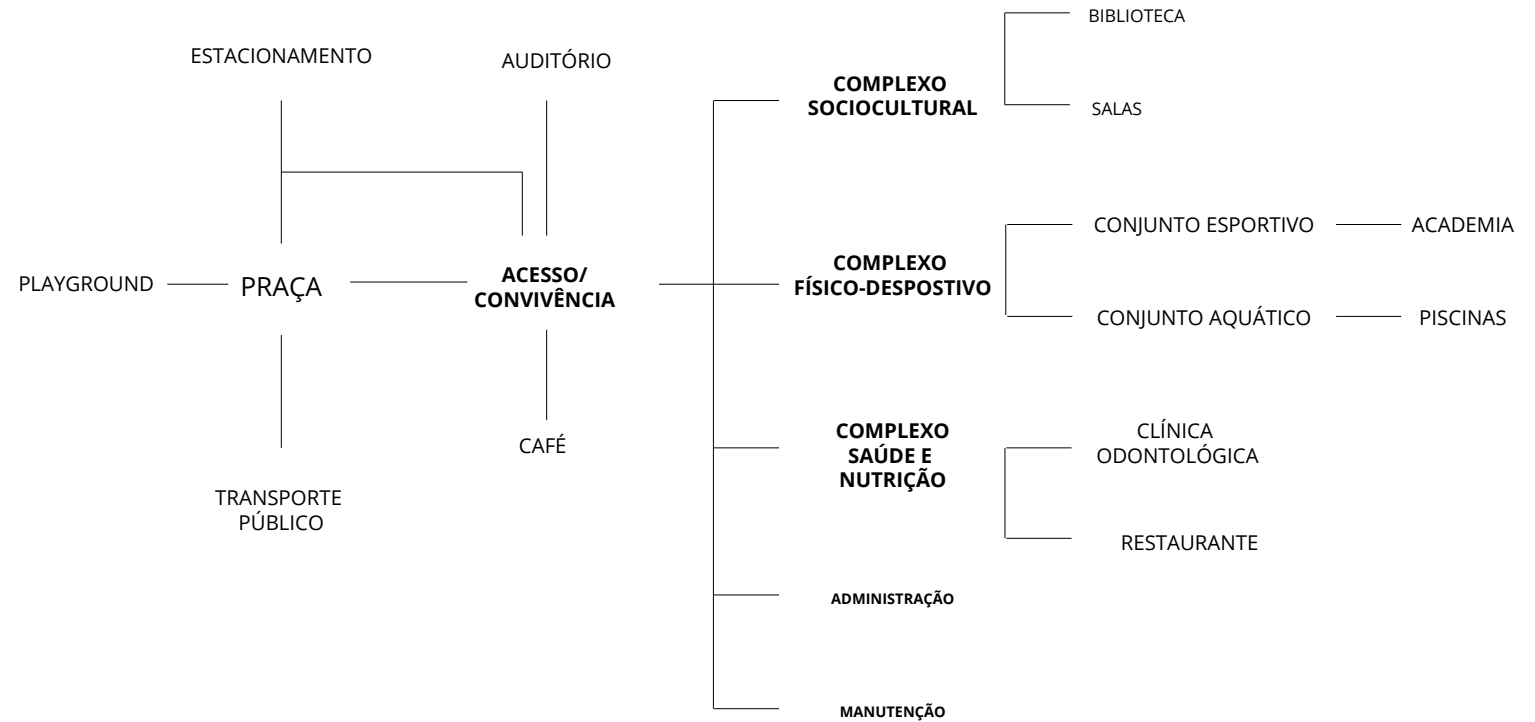 ESTACIONAMENTO
AUDITÓRIO
PLAYGROUND
PRAÇA
ACESSO/
CONVIVÊNCIA
CAFÉ
TRANSPORTE
PÚBLICO
COMPLEXO
SOCIOCULTURAL
BIBLIOTECA
SALAS
COMPLEXO
FÍSICO-DESPOSTIVO
CONJUNTO ESPORTIVO
ACADEMIA
CONJUNTO AQUÁTICO
PISCINAS
COMPLEXO
SAÚDE E
NUTRIÇÃO
CLÍNICA
ODONTOLÓGICA
RESTAURANTE
ADMINISTRAÇÃO
MANUTENÇÃO